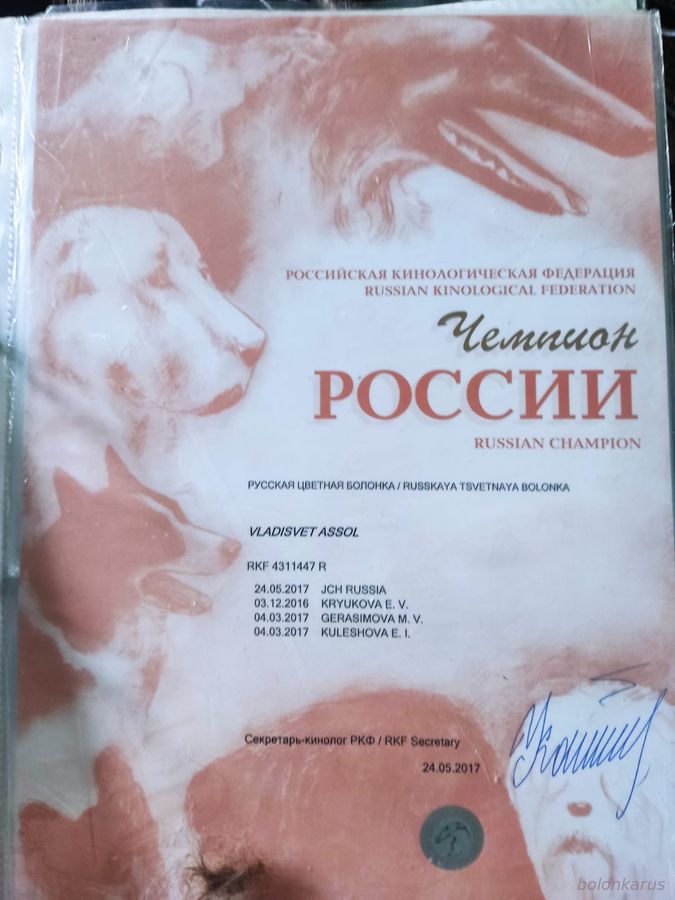 РОССИЙСКАЯ КИНОЛОГИЧЕСКАЯ ФЕДЕРАЦИЯ
RUSSIAN KINOLOGICAL FEDERATION
Чемпион
РОССИИ
RUSSIAN CHAMPION
РУССКАЯ ЦВЕТНАЯ БОЛОНКА / RUSSKAYA TSVETNAYA BOLONKA
VLADISVET ASSOL
RKF 4311447 R
24.05.2017 JCH RUSSIA
03.12.2016 KRYUKOVA E. V.
04.03.2017 GERASIMOVA M. V.
04.03.2017 KULESHOVA E. I.
Секретарь-кинолог РКФ / RKF Secretary
24.05.2017
bolonkarus